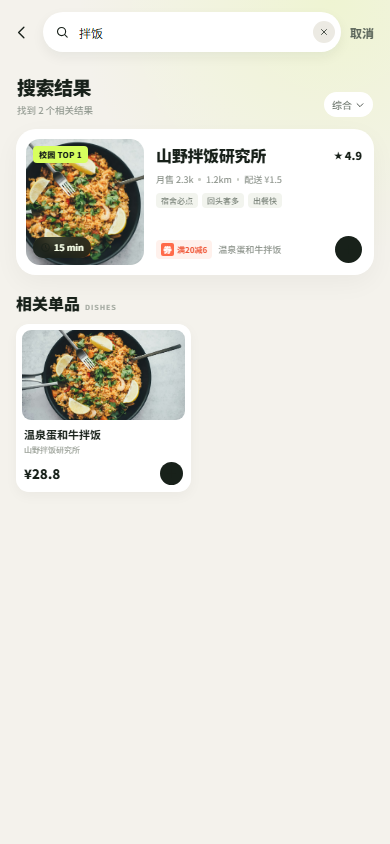 拌饭
取消
搜索结果
找到 2 个相关结果
综合
校园 TOP 1
15 min
山野拌饭研究所
★ 4.9
月售 2.3k • 1.2km • 配送 ¥1.5
宿舍必点 回头客多 出餐快
券 满20减6 温泉蛋和牛拌饭
相关单品 DISHES
温泉蛋和牛拌饭
山野拌饭研究所
¥28.8